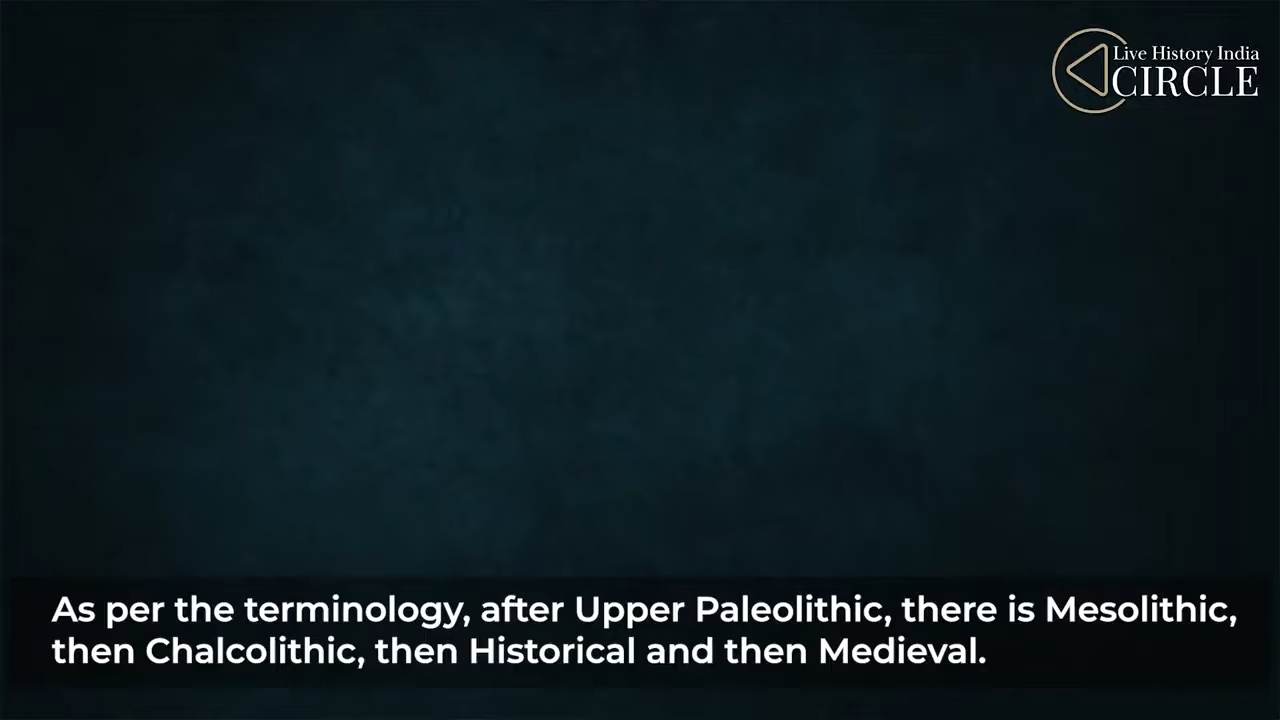 Live History India
CIRCLE
As per the terminology, after Upper Paleolithic, there is Mesolithic,
then Chalcolithic, then Historical and then Medieval.